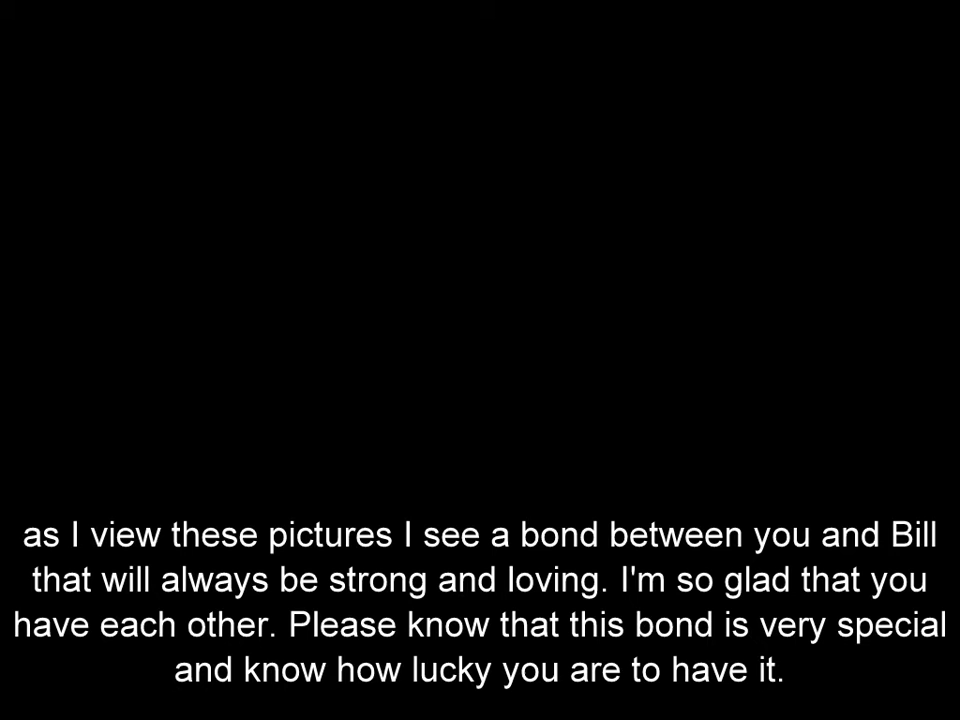 as I view these pictures I see a bond between you and Bill
that will always be strong and loving. I'm so glad that you
have each other. Please know that this bond is very special
and know how lucky you are to have it.